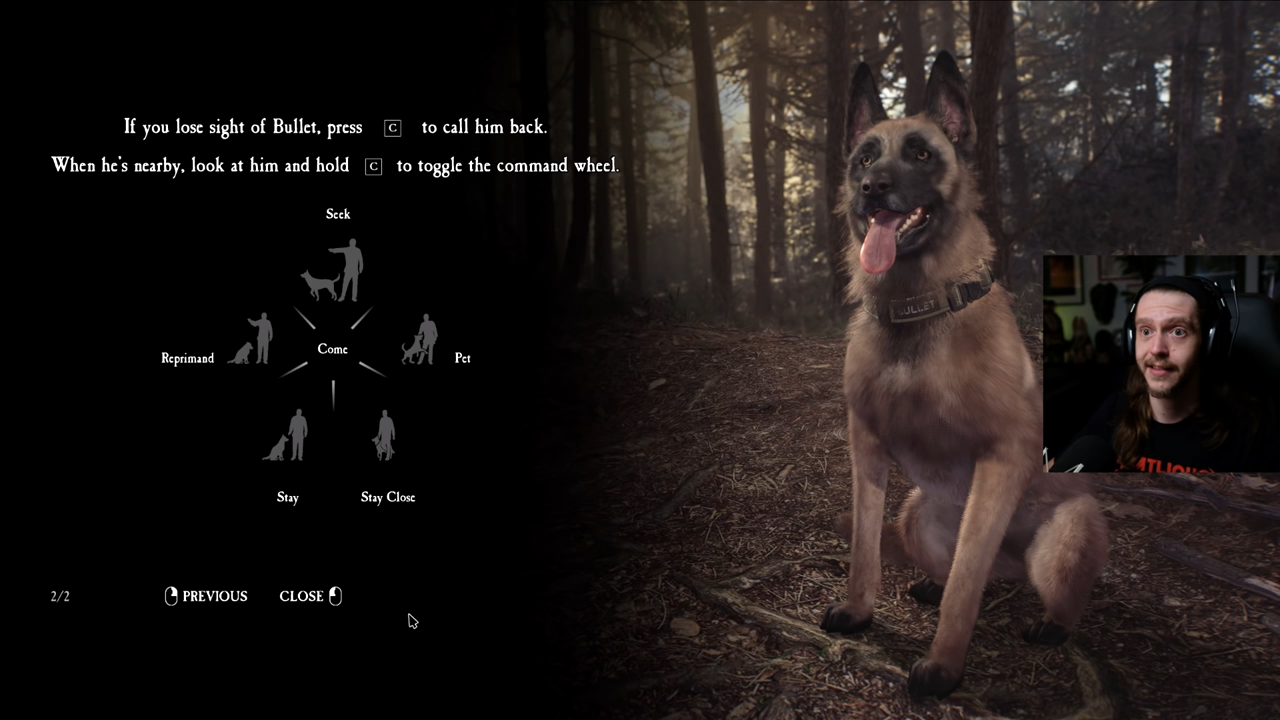 If you lose sight of Bullet, press C to call him back.
When he's nearby, look at him and hold C to toggle the command wheel.
Seek
Reprimand
Come
Pet
Stay
Stay Close
2/2
PREVIOUS
CLOSE
BULLET